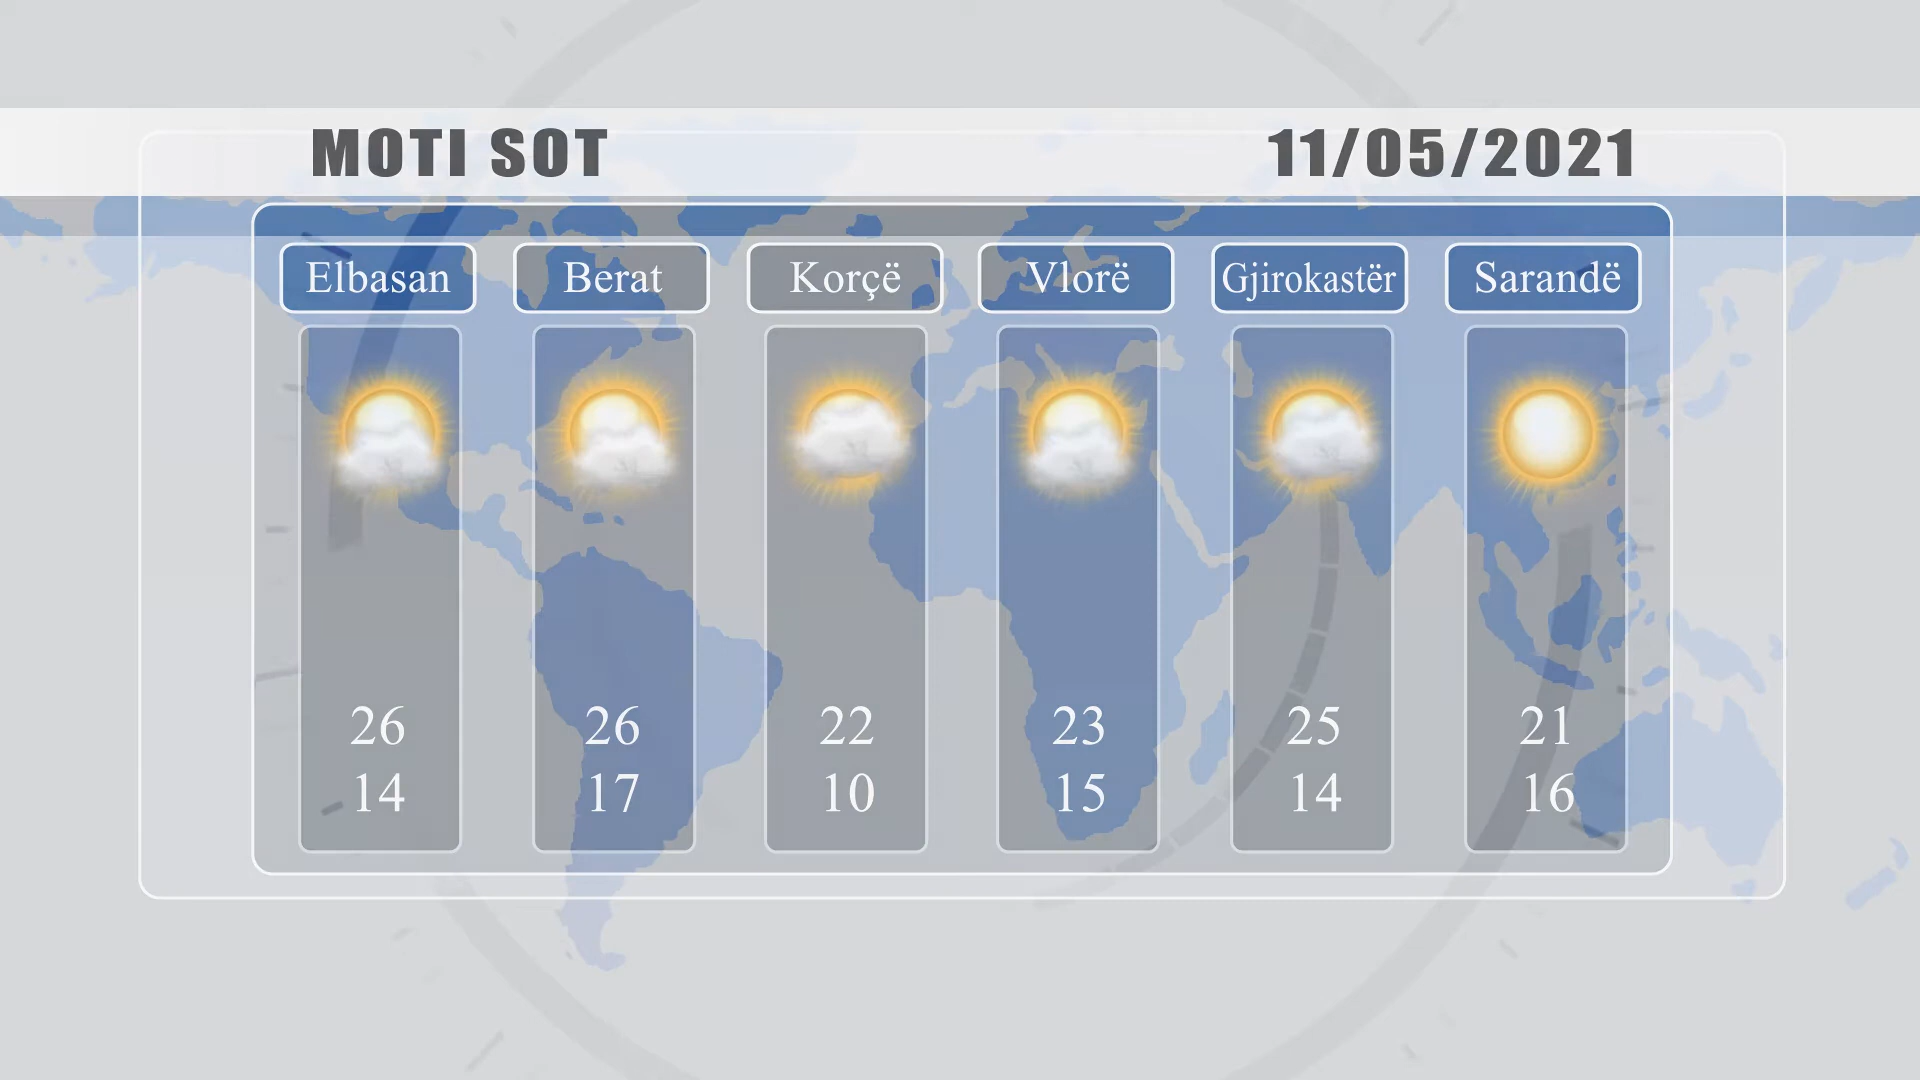 MOTI SOT 11/05/2021
Elbasan Berat Korçë Vlorë Gjirokastër Sarandë
26 26 22 23 25 21
14 17 10 15 14 16